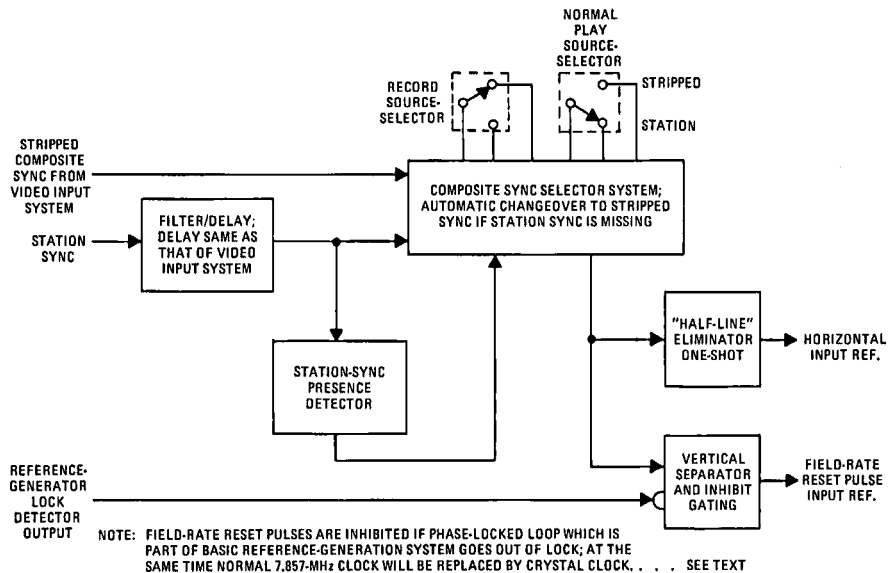 NORMAL
PLAY
SOURCE-
SELECTOR
RECORD
SOURCE-
SELECTOR
STRIPPED
STATION
STRIPPED
COMPOSITE
SYNC FROM
VIDEO INPUT
SYSTEM
COMPOSITE SYNC SELECTOR SYSTEM;
AUTOMATIC CHANGEOVER TO STRIPPED
SYNC IF STATION SYNC IS MISSING
STATION
SYNC
FILTER/DELAY;
DELAY SAME AS
THAT OF VIDEO
INPUT SYSTEM
STATION-SYNC
PRESENCE
DETECTOR
"HALF-LINE"
ELIMINATOR
ONE-SHOT
HORIZONTAL
INPUT REF.
REFERENCE-
GENERATOR
LOCK
DETECTOR
OUTPUT
VERTICAL
SEPARATOR
AND INHIBIT
GATING
FIELD-RATE
RESET PULSE
INPUT REF.
NOTE: FIELD-RATE RESET PULSES ARE INHIBITED IF PHASE-LOCKED LOOP WHICH IS
PART OF BASIC REFERENCE-GENERATION SYSTEM GOES OUT OF LOCK; AT THE
SAME TIME NORMAL 7.857-MHz CLOCK WILL BE REPLACED BY CRYSTAL CLOCK. . . . SEE TEXT